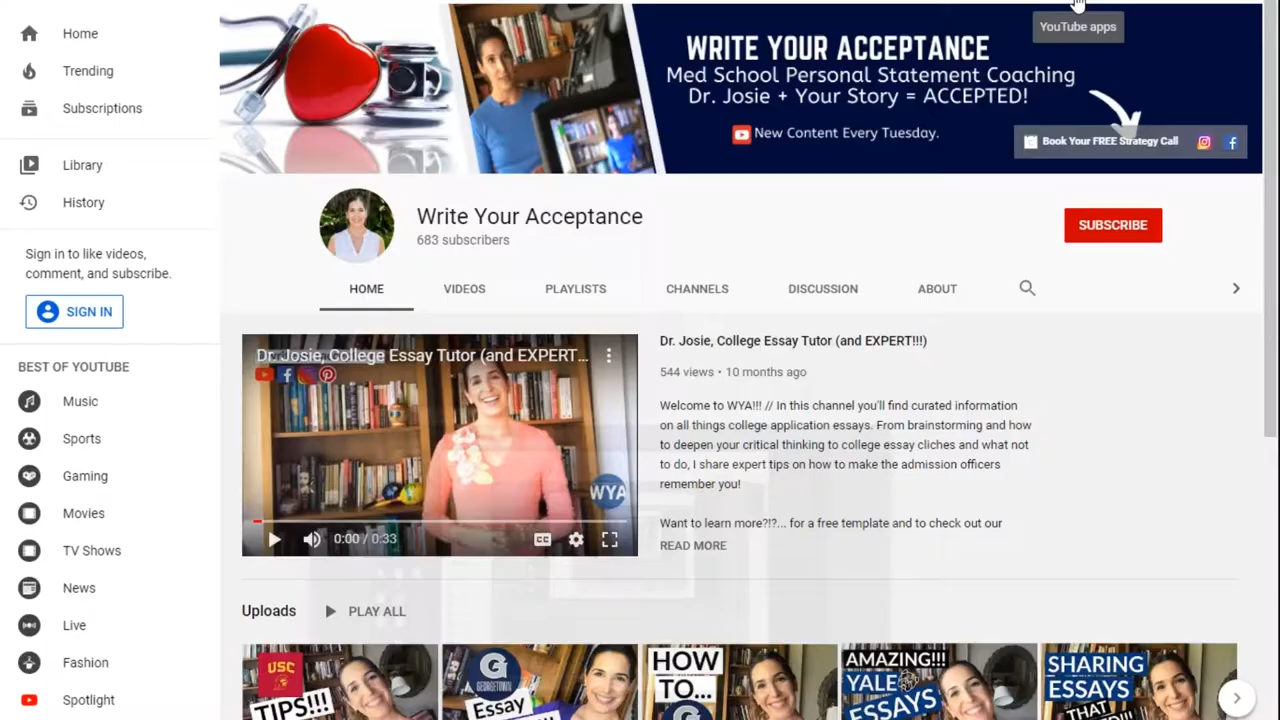 Home
Trending
Subscriptions
Library
History
Sign in to like videos,
comment, and subscribe.
SIGN IN
BEST OF YOUTUBE
Music
Sports
Gaming
Movies
TV Shows
News
Live
Fashion
Spotlight
YouTube apps
WRITE YOUR ACCEPTANCE
Med School Personal Statement Coaching
Dr. Josie + Your Story = ACCEPTED!
New Content Every Tuesday.
Book Your FREE Strategy Call
Write Your Acceptance
683 subscribers
SUBSCRIBE
HOME VIDEOS PLAYLISTS CHANNELS DISCUSSION ABOUT
Dr. Josie, College Essay Tutor (and EXPERT...
WYA
0:00 / 0:33
CC
Dr. Josie, College Essay Tutor (and EXPERT!!!)
544 views • 10 months ago
Welcome to WYA!!! // In this channel you'll find curated information
on all things college application essays. From brainstorming and how
to deepen your critical thinking to college essay cliches and what not
to do, I share expert tips on how to make the admission officers
remember you!
Want to learn more?!?... for a free template and to check out our
READ MORE
Uploads
PLAY ALL
USC
TIPS!!!
G
GEORGETOWN
Essay
HOW
TO...
G
AMAZING!!!
YALE
ESSAYS
SHARING
ESSAYS
THAT